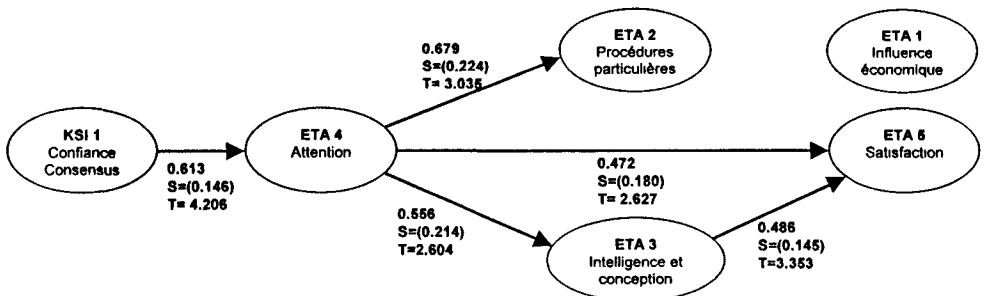 ETA 2
Procédures
particulières
ETA 1
Influence
économique
0.679
S=(0.224)
T= 3.035
KSI 1
Confiance
Consensus
ETA 4
Attention
ETA 5
Satisfaction
0.613
S=(0.146)
T= 4.206
0.472
S=(0.180)
T= 2.627
0.556
S=(0.214)
T=2.604
ETA 3
Intelligence et
conception
0.486
S=(0.145)
T=3.353